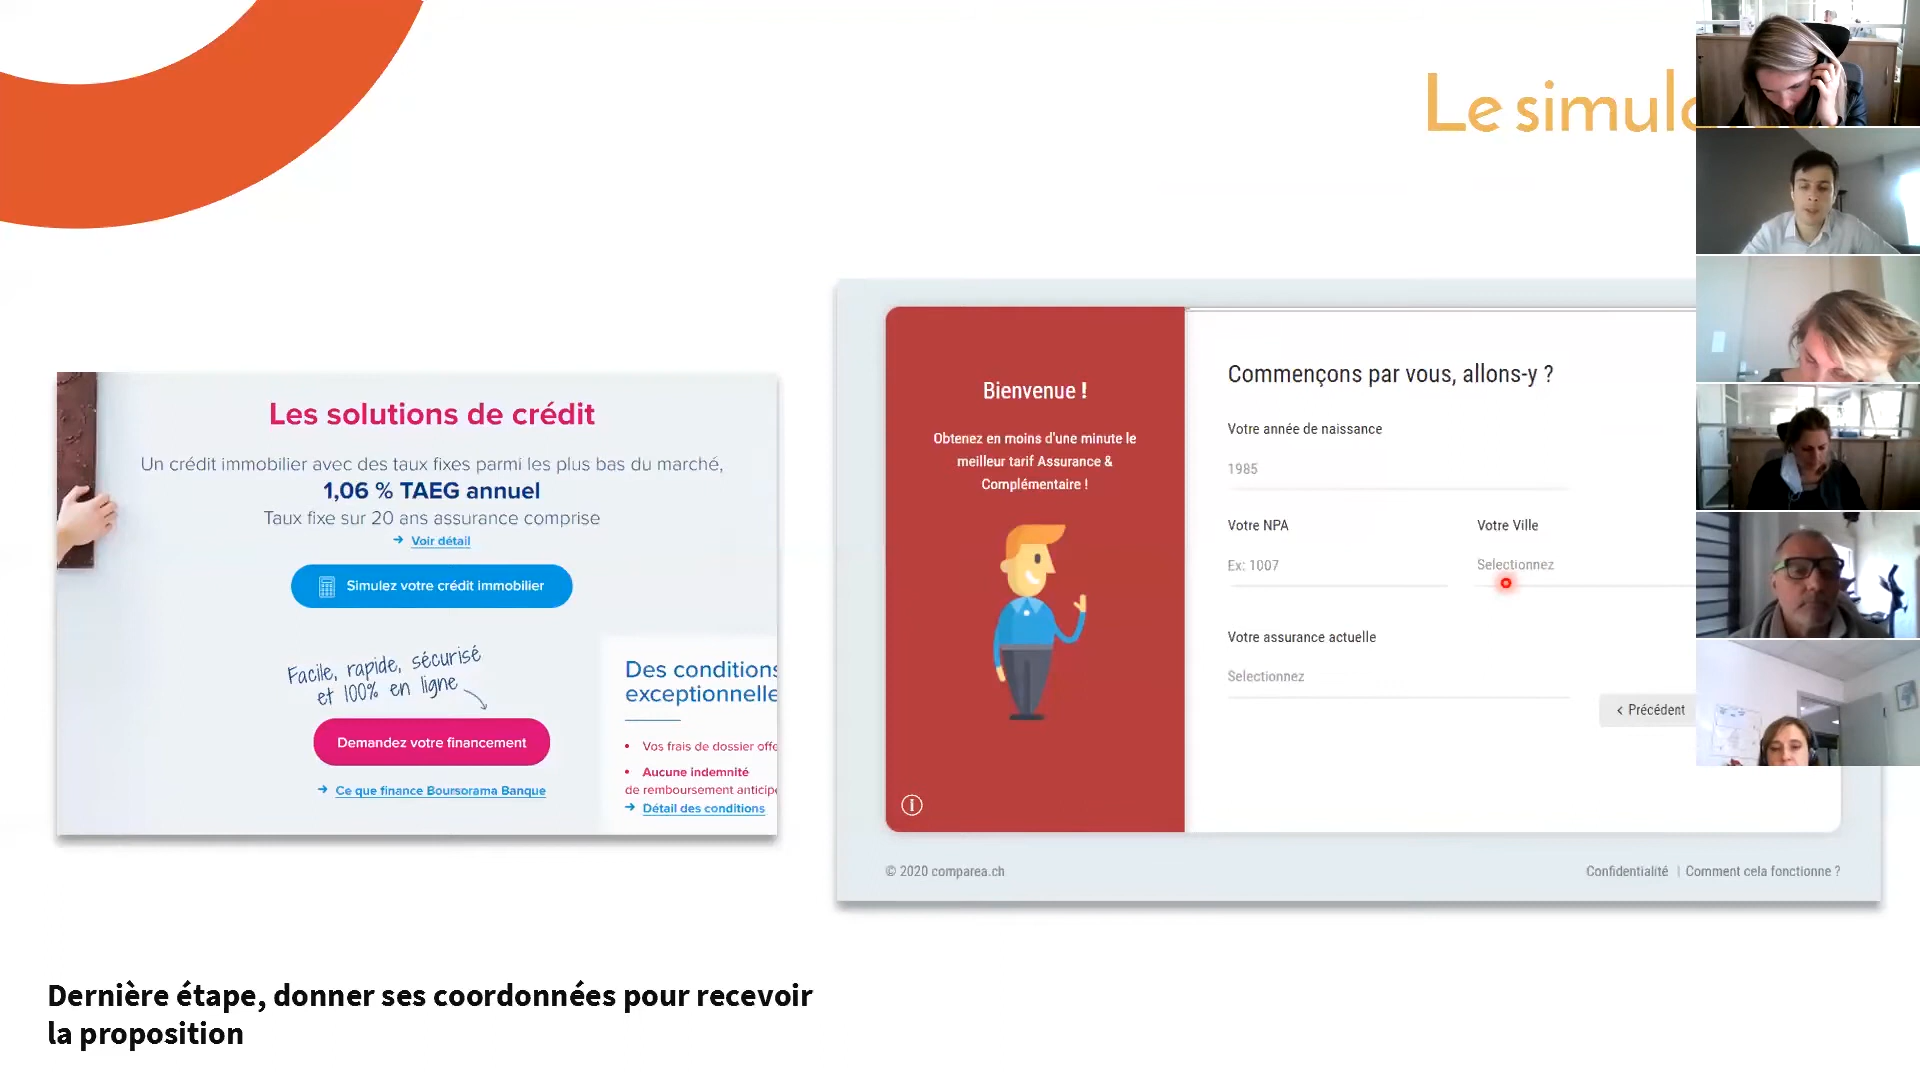 Le simul
Les solutions de crédit
Un crédit immobilier avec des taux fixes parmi les plus bas du marché,
1,06 % TAEG annuel
Taux fixe sur 20 ans assurance comprise
Voir détail
Simulez votre crédit immobilier
Facile, rapide, sécurisé
et 100% en ligne
Demandez votre financement
Ce que finance Boursorama Banque
Des conditions
exceptionnelle
Vos frais de dossier offe
Aucune indemnité
de remboursement anticip
Détail des conditions
Bienvenue !
Obtenez en moins d'une minute le
meilleur tarif Assurance &
Complémentaire !
Commençons par vous, allons-y ?
Votre année de naissance
1985
Votre NPA
Votre Ville
Ex: 1007
Selectionnez
Votre assurance actuelle
Selectionnez
< Précédent
© 2020 comparea.ch
Confidentialité | Comment cela fonctionne ?
Dernière étape, donner ses coordonnées pour recevoir
la proposition